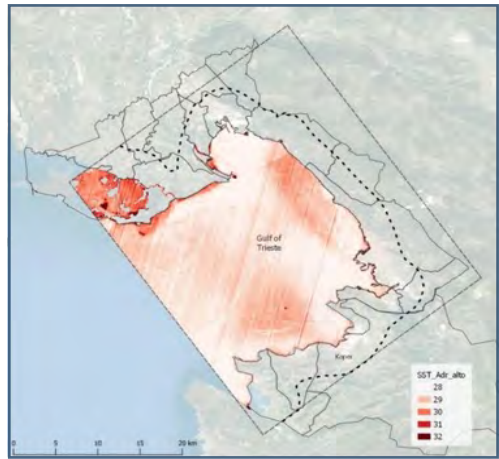 Gulf of
Trieste
Koper
SST_Adr_alto
28
29
30
31
32
0 5 10 15 20 km